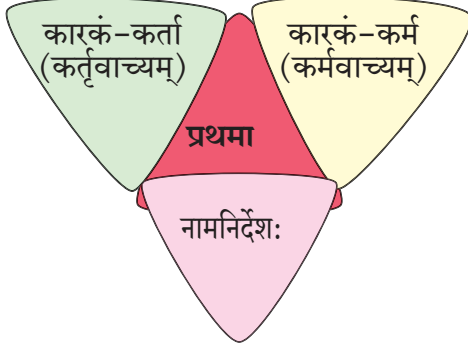 कारकं-कर्ता
(कर्तृवाच्यम्)
कारकं-कर्म
(कर्मवाच्यम्)
प्रथमा
नामनिर्देशः